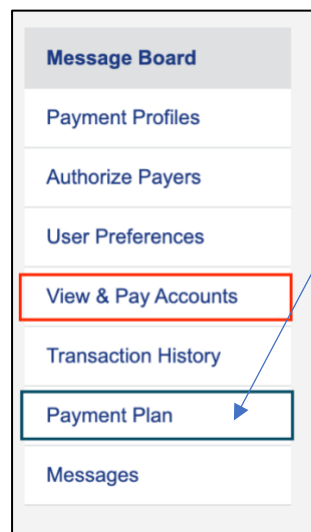 Message Board
Payment Profiles
Authorize Payers
User Preferences
View & Pay Accounts
Transaction History
Payment Plan
Messages